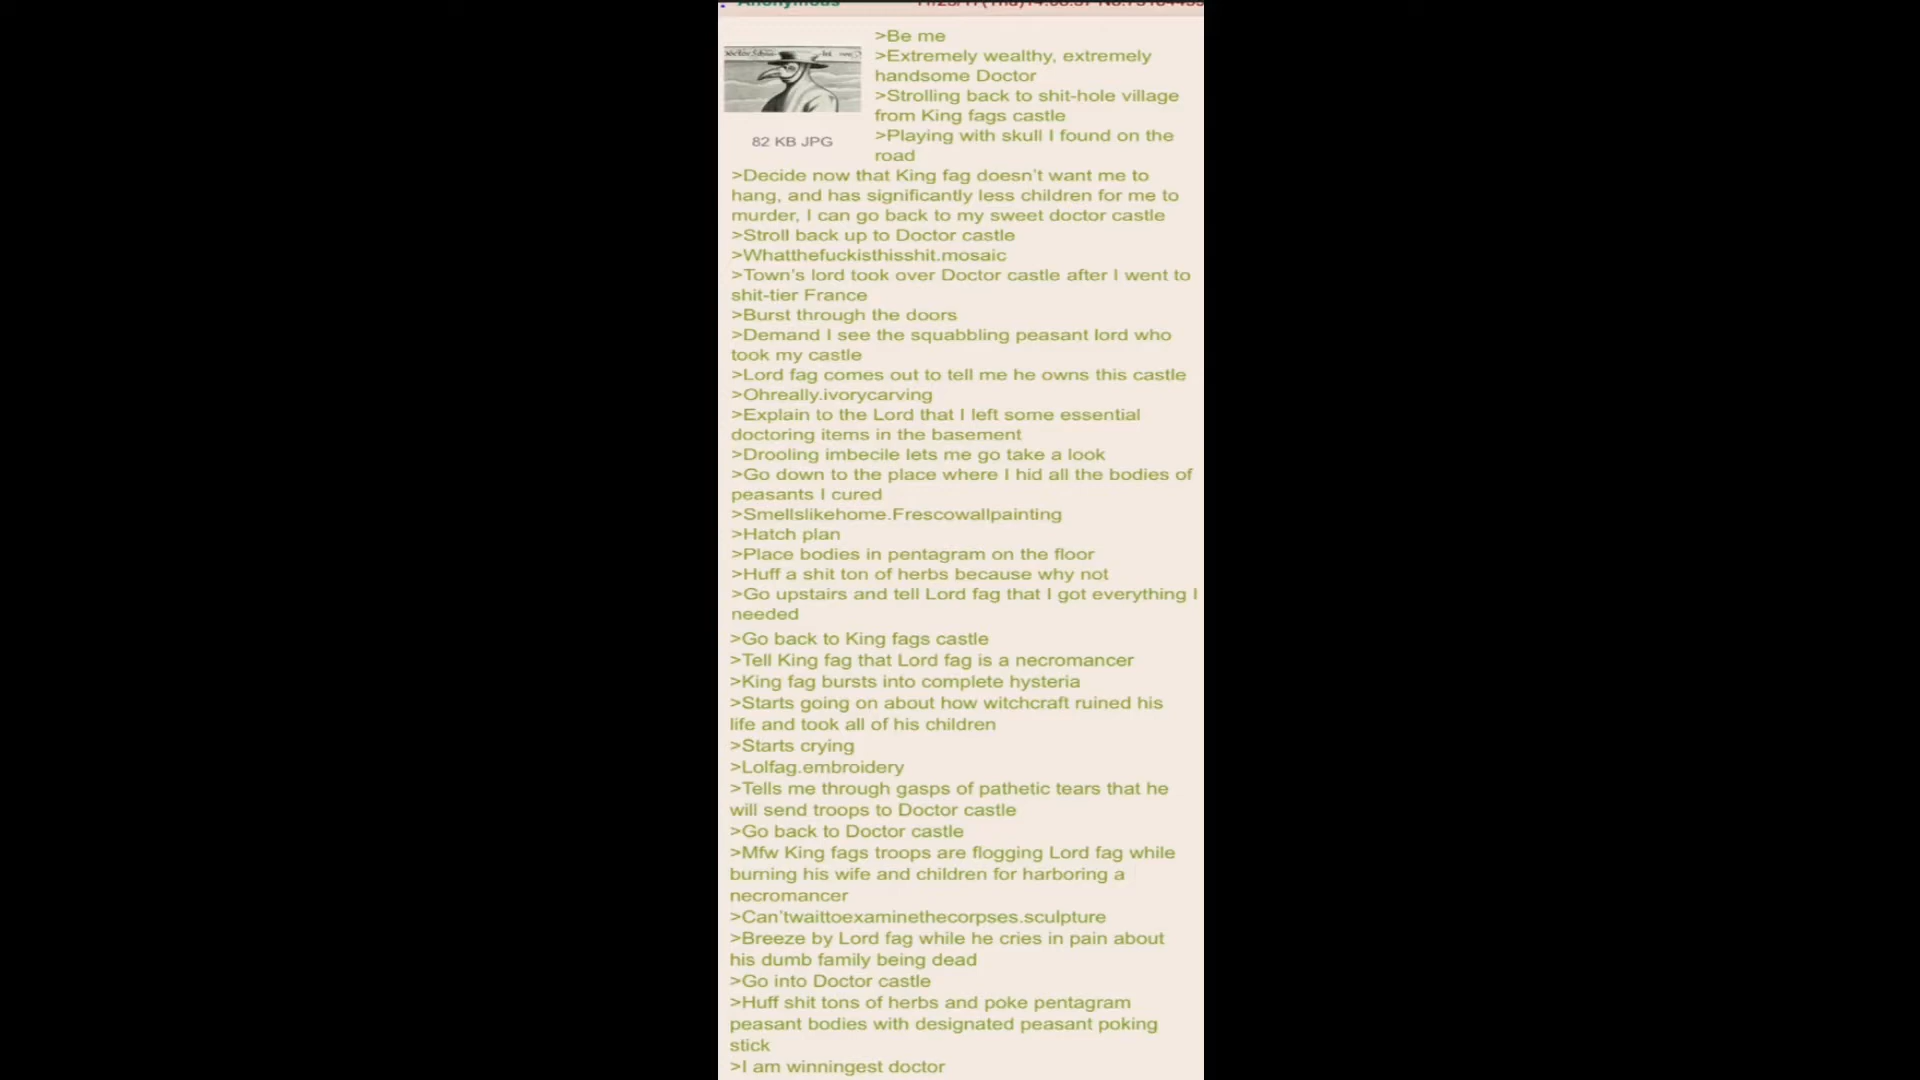 Anonymous
>Be me
>Extremely wealthy, extremely
handsome Doctor
>Strolling back to shit-hole village
from King fags castle
>Playing with skull I found on the
road
82 KB JPG
>Decide now that King fag doesn't want me to
hang, and has significantly less children for me to
murder, I can go back to my sweet doctor castle
>Stroll back up to Doctor castle
>Whatthefuckisthisshit.mosaic
>Town's lord took over Doctor castle after I went to
shit-tier France
>Burst through the doors
>Demand I see the squabbling peasant lord who
took my castle
>Lord fag comes out to tell me he owns this castle
>Ohreally.ivorycarving
>Explain to the Lord that I left some essential
doctoring items in the basement
>Drooling imbecile lets me go take a look
>Go down to the place where I hid all the bodies of
peasants I cured
>Smellslikehome.Frescowallpainting
>Hatch plan
>Place bodies in pentagram on the floor
>Huff a shit ton of herbs because why not
>Go upstairs and tell Lord fag that I got everything I
needed
>Go back to King fags castle
>Tell King fag that Lord fag is a necromancer
>King fag bursts into complete hysteria
>Starts going on about how witchcraft ruined his
life and took all of his children
>Starts crying
>Lolfag.embroidery
>Tells me through gasps of pathetic tears that he
will send troops to Doctor castle
>Go back to Doctor castle
>Mfw King fags troops are flogging Lord fag while
burning his wife and children for harboring a
necromancer
>Can'twaittoexaminethecorpses.sculpture
>Breeze by Lord fag while he cries in pain about
his dumb family being dead
>Go into Doctor castle
>Huff shit tons of herbs and poke pentagram
peasant bodies with designated peasant poking
stick
>I am winningest doctor